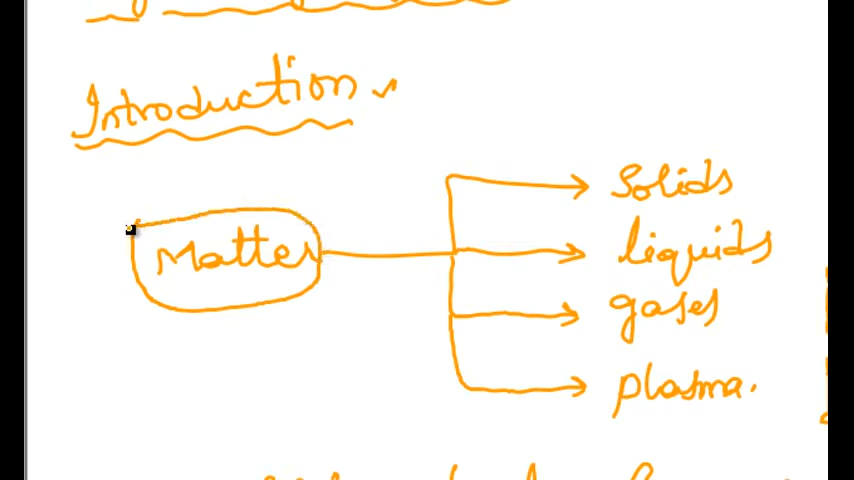 Introduction
Solids
Matter
liquids
gases
plasma.